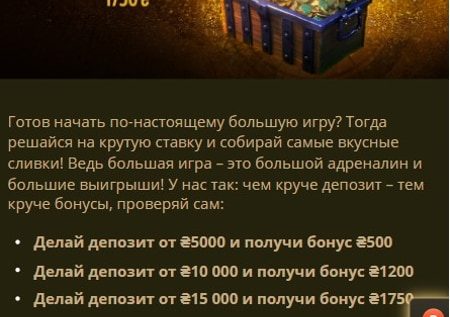 1750 ₴
Готов начать по-настоящему большую игру? Тогда
решайся на крутую ставку и собирай самые вкусные
сливки! Ведь большая игра – это большой адреналин и
большие выигрыши! У нас так: чем круче депозит – тем
круче бонусы, проверяй сам:
• Делай депозит от ₴5000 и получи бонус ₴500
• Делай депозит от ₴10 000 и получи бонус ₴1200
• Делай депозит от ₴15 000 и получи бонус ₴1750